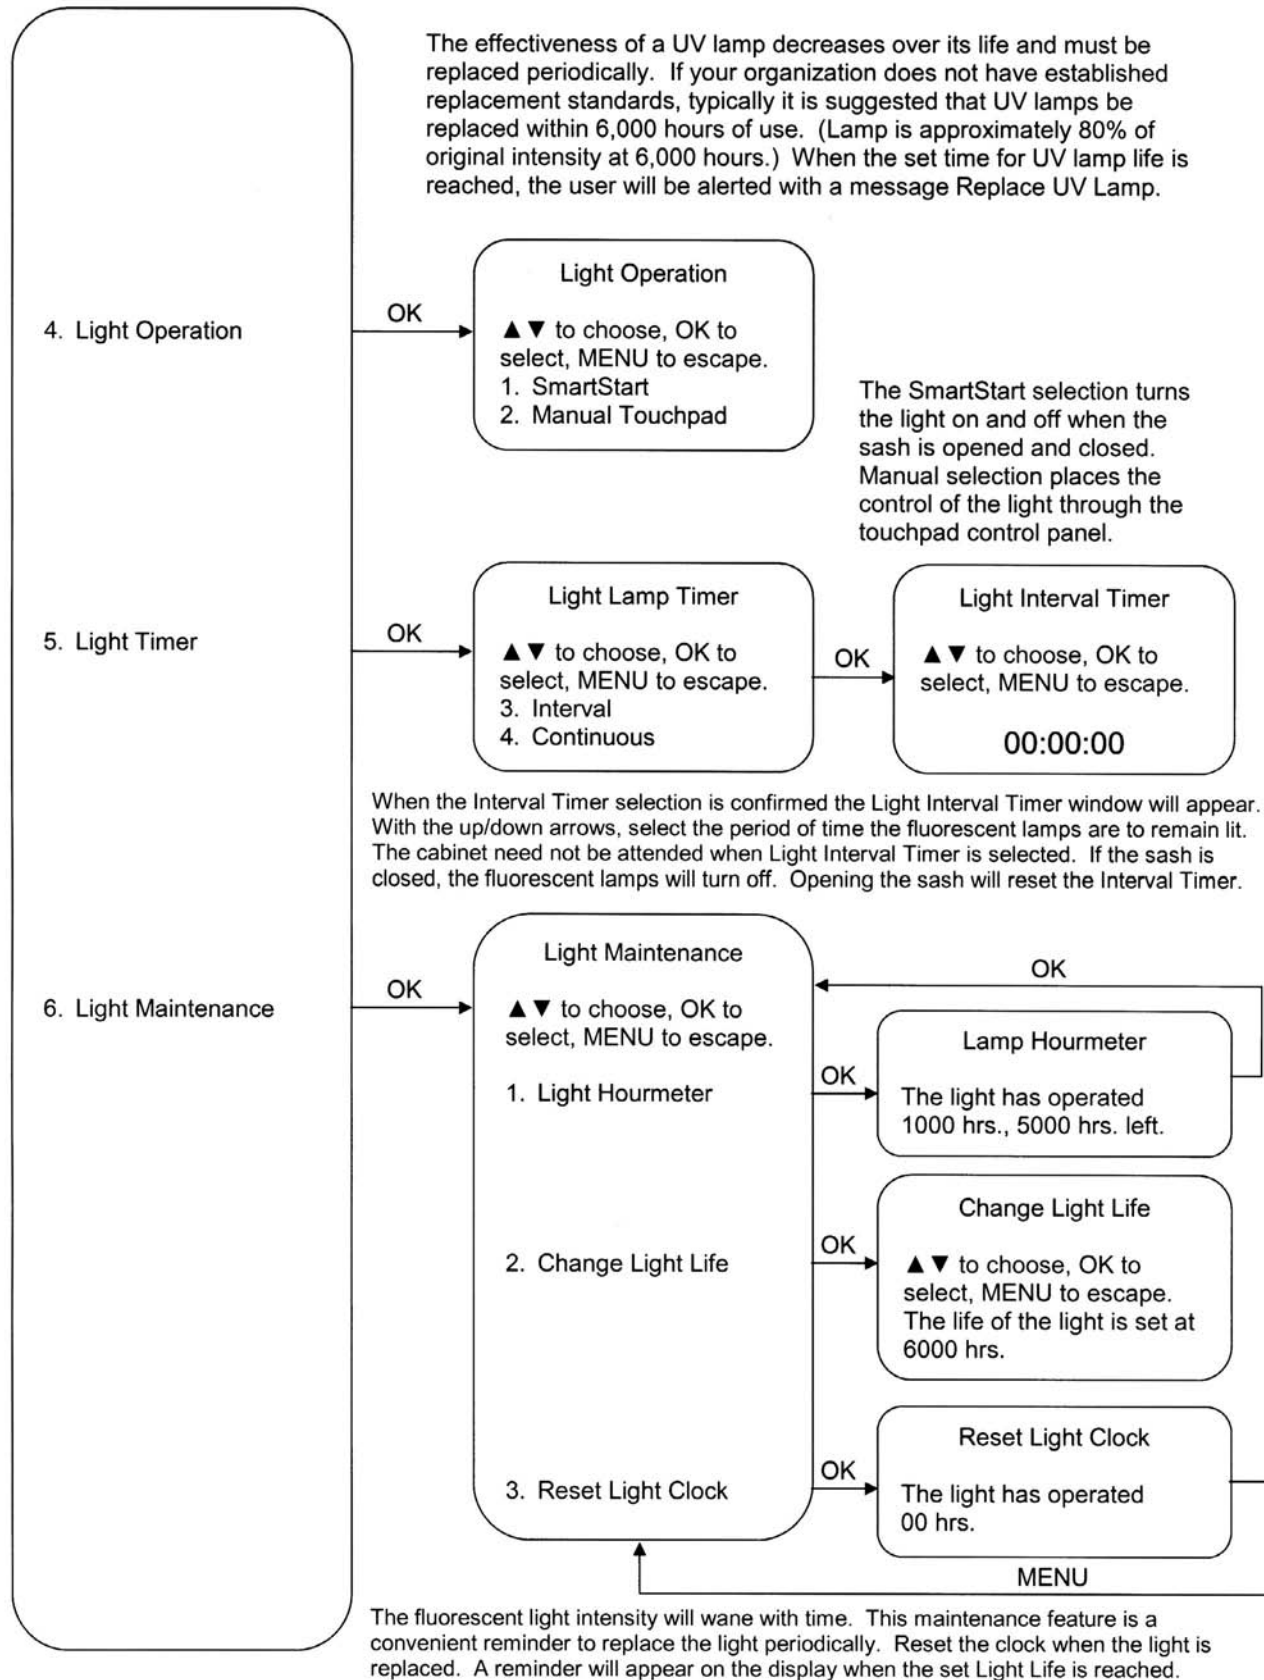 The effectiveness of a UV lamp decreases over its life and must be
replaced periodically.  If your organization does not have established
replacement standards, typically it is suggested that UV lamps be
replaced within 6,000 hours of use.  (Lamp is approximately 80% of
original intensity at 6,000 hours.)  When the set time for UV lamp life is
reached, the user will be alerted with a message Replace UV Lamp.
4.  Light Operation
OK
Light Operation
▲▼ to choose, OK to
select, MENU to escape.
1.  SmartStart
2.  Manual Touchpad
The SmartStart selection turns
the light on and off when the
sash is opened and closed.
Manual selection places the
control of the light through the
touchpad control panel.
5.  Light Timer
OK
Light Lamp Timer
▲▼ to choose, OK to
select, MENU to escape.
3.  Interval
4.  Continuous
OK
Light Interval Timer
▲▼ to choose, OK to
select, MENU to escape.
00:00:00
When the Interval Timer selection is confirmed the Light Interval Timer window will appear.
With the up/down arrows, select the period of time the fluorescent lamps are to remain lit.
The cabinet need not be attended when Light Interval Timer is selected.  If the sash is
closed, the fluorescent lamps will turn off.  Opening the sash will reset the Interval Timer.
6.  Light Maintenance
OK
Light Maintenance
▲▼ to choose, OK to
select, MENU to escape.
1.  Light Hourmeter
OK
Lamp Hourmeter
The light has operated
1000 hrs., 5000 hrs. left.
OK
2.  Change Light Life
OK
Change Light Life
▲▼ to choose, OK to
select, MENU to escape.
The life of the light is set at
6000 hrs.
3.  Reset Light Clock
OK
Reset Light Clock
The light has operated
00 hrs.
MENU
The fluorescent light intensity will wane with time.  This maintenance feature is a
convenient reminder to replace the light periodically.  Reset the clock when the light is
replaced.  A reminder will appear on the display when the set Light Life is reached.